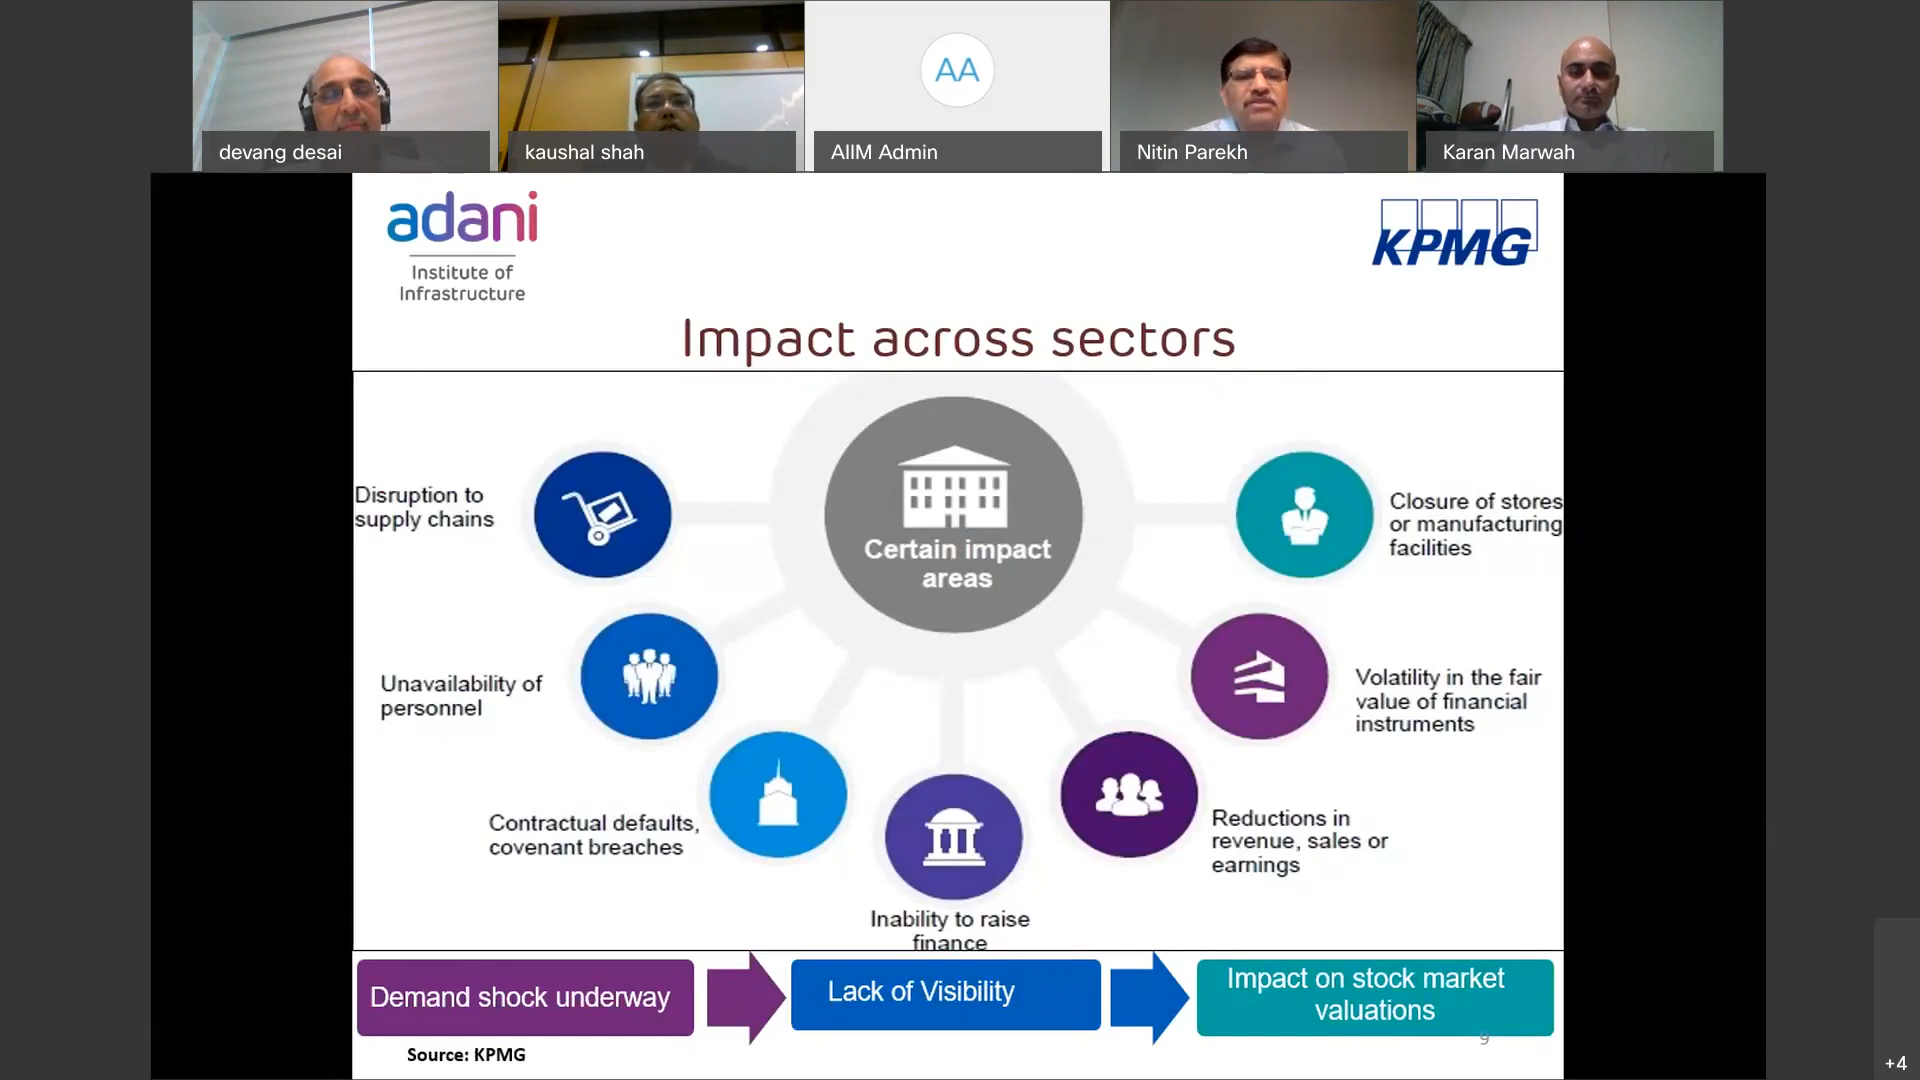 devang desai
kaushal shah
AA
AIIM Admin
Nitin Parekh
Karan Marwah
adani
Institute of
Infrastructure
KPMG
Impact across sectors
Certain impact
areas
Disruption to
supply chains
Unavailability of
personnel
Contractual defaults,
covenant breaches
Inability to raise
finance
Reductions in
revenue, sales or
earnings
Volatility in the fair
value of financial
instruments
Closure of stores
or manufacturing
facilities
Demand shock underway
Lack of Visibility
Impact on stock market
valuations
9
Source: KPMG
+4